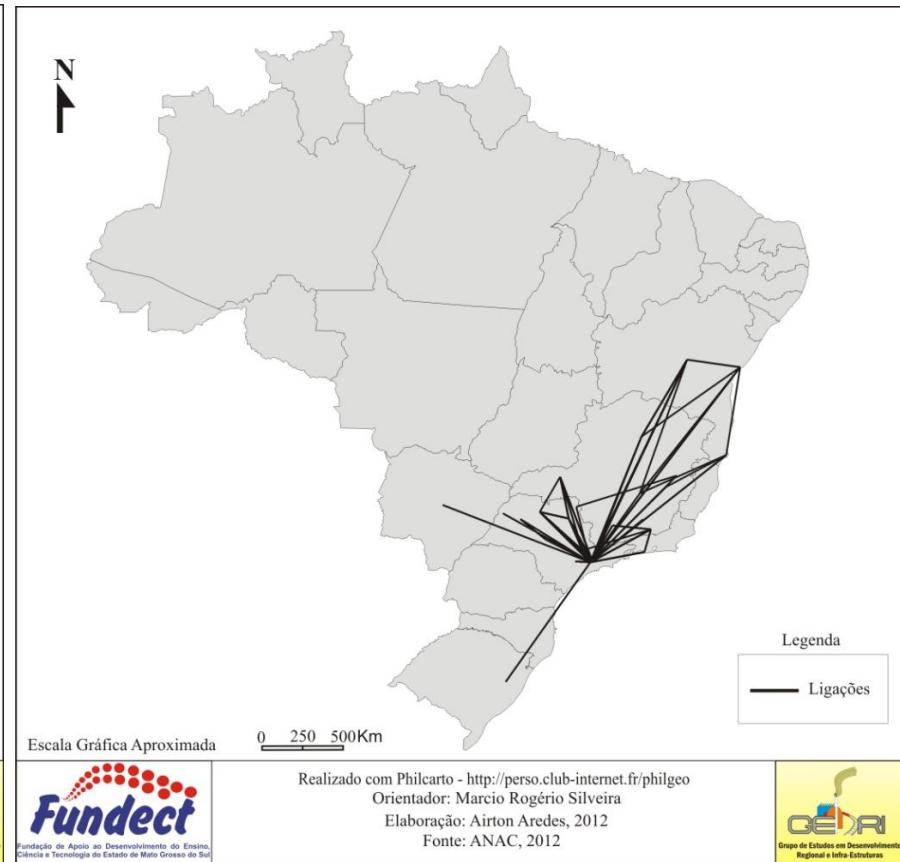 N
Legenda
Ligações
Escala Gráfica Aproximada
0 250 500Km
Fundect
Fundação de Apoio ao Desenvolvimento do Ensino,
Ciência e Tecnologia do Estado de Mato Grosso do Sul
Realizado com Philcarto - http://perso.club-internet.fr/philgeo
Orientador: Marcio Rogério Silveira
Elaboração: Airton Aredes, 2012
Fonte: ANAC, 2012
GEDRI
Grupo de Estudos em Desenvolvimento
Regional e Infra-Estruturas